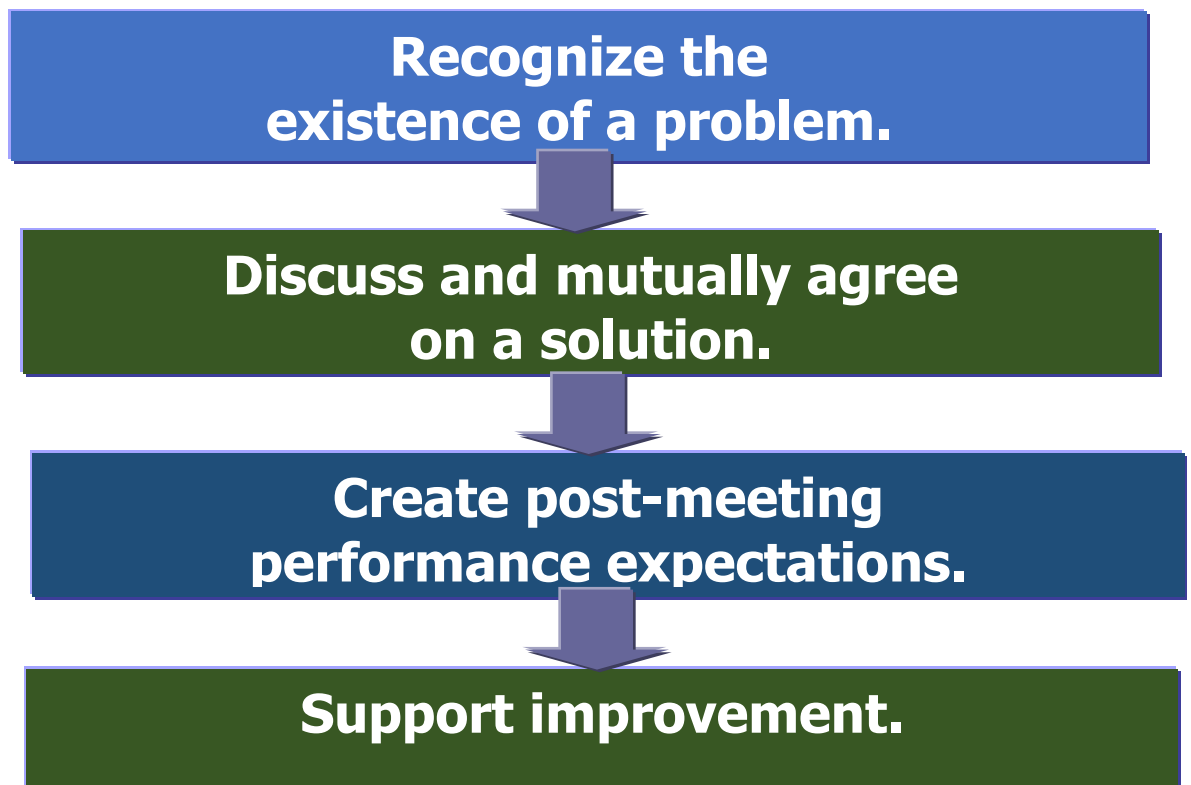 Recognize the
existence of a problem.
Discuss and mutually agree
on a solution.
Create post-meeting
performance expectations.
Support improvement.